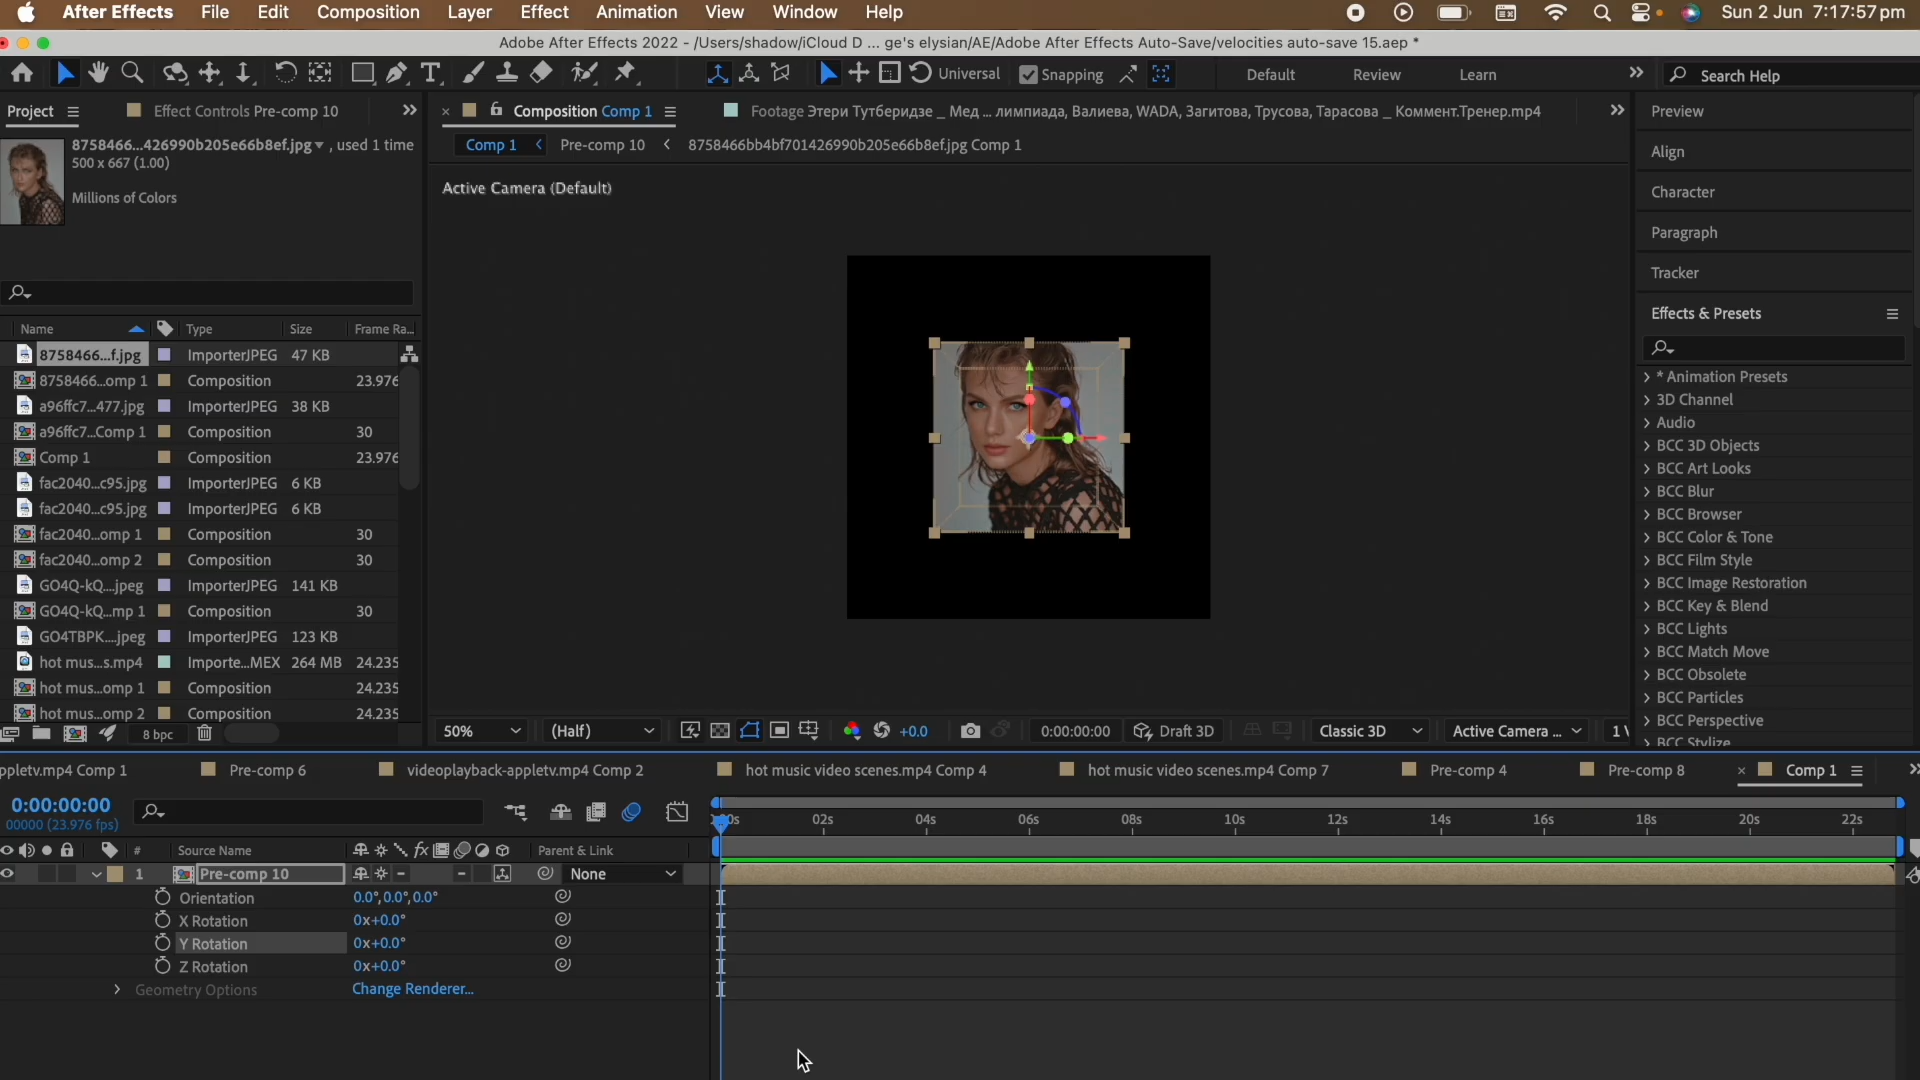 After Effects File Edit Composition Layer Effect Animation View Window Help Sun 2 Jun 7:17:57 pm
Adobe After Effects 2022 - /Users/shadow/iCloud D ... ge's elysian/AE/Adobe After Effects Auto-Save/velocities auto-save 15.aep *
Universal Snapping Default Review Learn Search Help
Project Effect Controls Pre-comp 10
Composition Comp 1 Footage Этери Тутберидзе _ Мед ... лимпиада, Валиева, WADA, Загитова, Трусова, Тарасова _ Коммент.Тренер.mp4
8758466...426990b205e66b8ef.jpg , used 1 time
500 x 667 (1.00)
Millions of Colors
Comp 1 Pre-comp 10 8758466bb4bf701426990b205e66b8ef.jpg Comp 1
Active Camera (Default)
Name Type Size Frame Ra...
8758466...f.jpg ImporterJPEG 47 KB
8758466...omp 1 Composition 23.976
a96ffc7...477.jpg ImporterJPEG 38 KB
a96ffc7...Comp 1 Composition 30
Comp 1 Composition 23.976
fac2040...c95.jpg ImporterJPEG 6 KB
fac2040...c95.jpg ImporterJPEG 6 KB
fac2040...omp 1 Composition 30
fac2040...omp 2 Composition 30
GO4Q-kQ...jpeg ImporterJPEG 141 KB
GO4Q-kQ...mp 1 Composition 30
GO4TBPK...jpeg ImporterJPEG 123 KB
hot mus...s.mp4 Importe...MEX 264 MB 24.235
hot mus...omp 1 Composition 24.235
hot mus...omp 2 Composition 24.235
8 bpc
50% (Half) +0.0 0:00:00:00 Draft 3D Classic 3D Active Camera ... 1
Preview
Align
Character
Paragraph
Tracker
Effects & Presets
* Animation Presets
3D Channel
Audio
BCC 3D Objects
BCC Art Looks
BCC Blur
BCC Browser
BCC Color & Tone
BCC Film Style
BCC Image Restoration
BCC Key & Blend
BCC Lights
BCC Match Move
BCC Obsolete
BCC Particles
BCC Perspective
BCC Stylize
ppletv.mp4 Comp 1 Pre-comp 6 videoplayback-appletv.mp4 Comp 2 hot music video scenes.mp4 Comp 4 hot music video scenes.mp4 Comp 7 Pre-comp 4 Pre-comp 8 Comp 1
0:00:00:00
00000 (23.976 fps)
00s 02s 04s 06s 08s 10s 12s 14s 16s 18s 20s 22s
# Source Name fx Parent & Link
1 Pre-comp 10 None
Orientation 0.0°, 0.0°, 0.0°
X Rotation 0x+0.0°
Y Rotation 0x+0.0°
Z Rotation 0x+0.0°
Geometry Options Change Renderer...